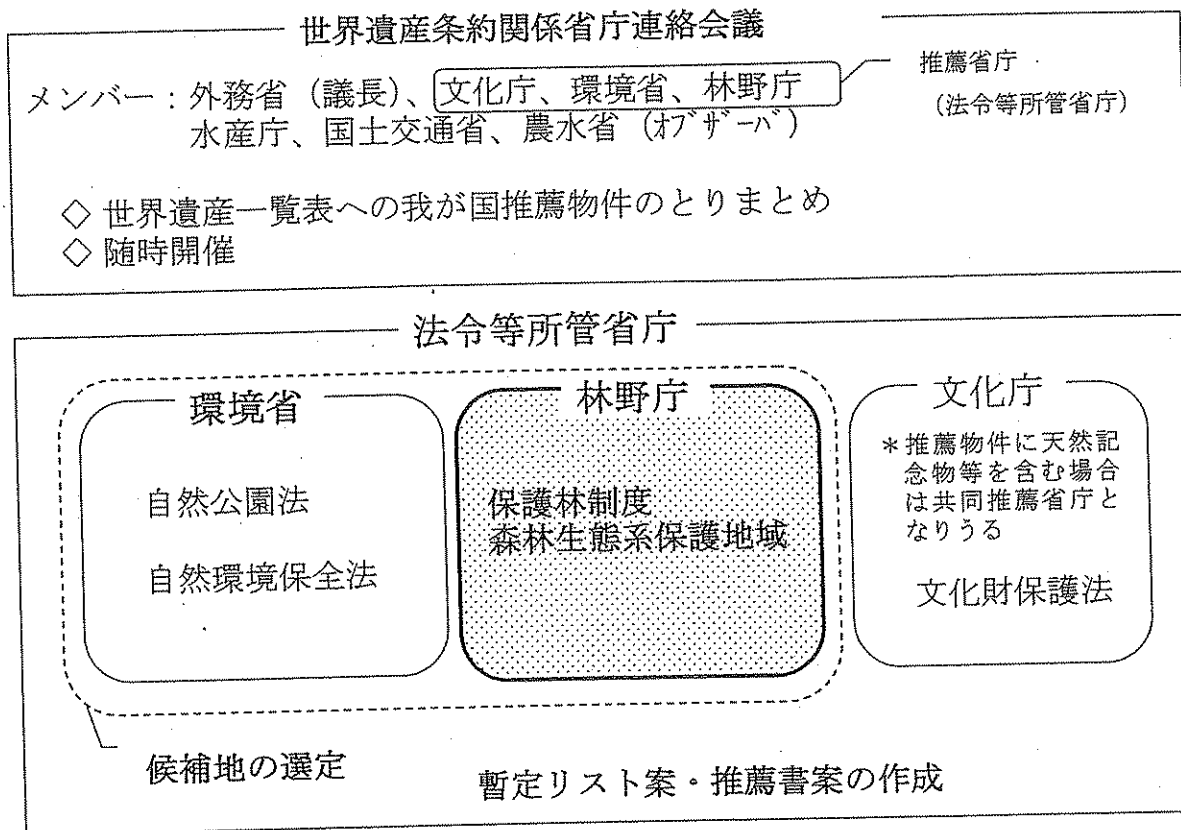 世界遺産条約関係省庁連絡会議
メンバー：外務省（議長）、文化庁、環境省、林野庁
水産庁、国土交通省、農水省（ｵﾌﾞｻﾞｰﾊﾞ）
推薦省庁
（法令等所管省庁）
◇ 世界遺産一覧表への我が国推薦物件のとりまとめ
◇ 随時開催
法令等所管省庁
環境省
自然公園法
自然環境保全法
林野庁
保護林制度
森林生態系保護地域
文化庁
＊推薦物件に天然記
念物等を含む場合
は共同推薦省庁と
なりうる
文化財保護法
候補地の選定
暫定リスト案・推薦書案の作成